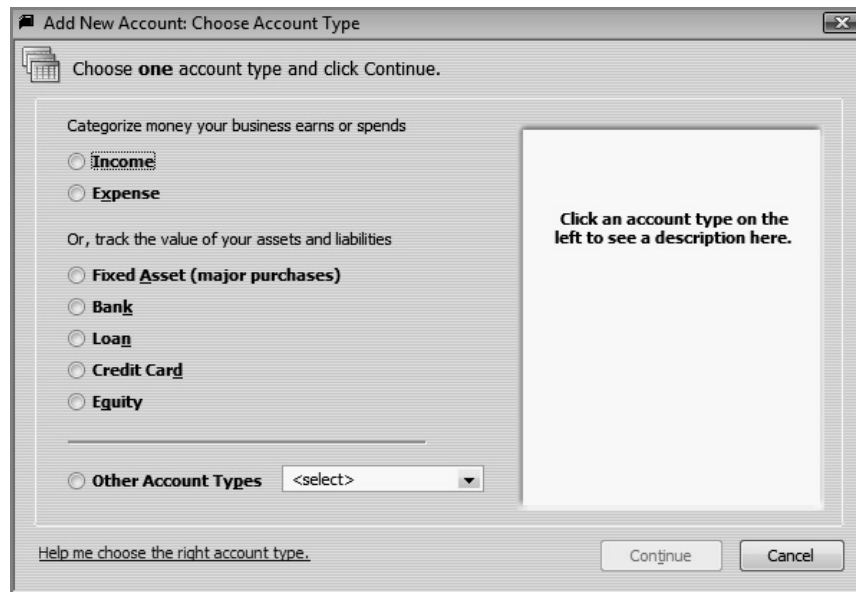 Add New Account: Choose Account Type
Choose one account type and click Continue.
Categorize money your business earns or spends
Income
Expense
Or, track the value of your assets and liabilities
Fixed Asset (major purchases)
Bank
Loan
Credit Card
Equity
Other Account Types <select>
Click an account type on the
left to see a description here.
Help me choose the right account type.
Continue Cancel